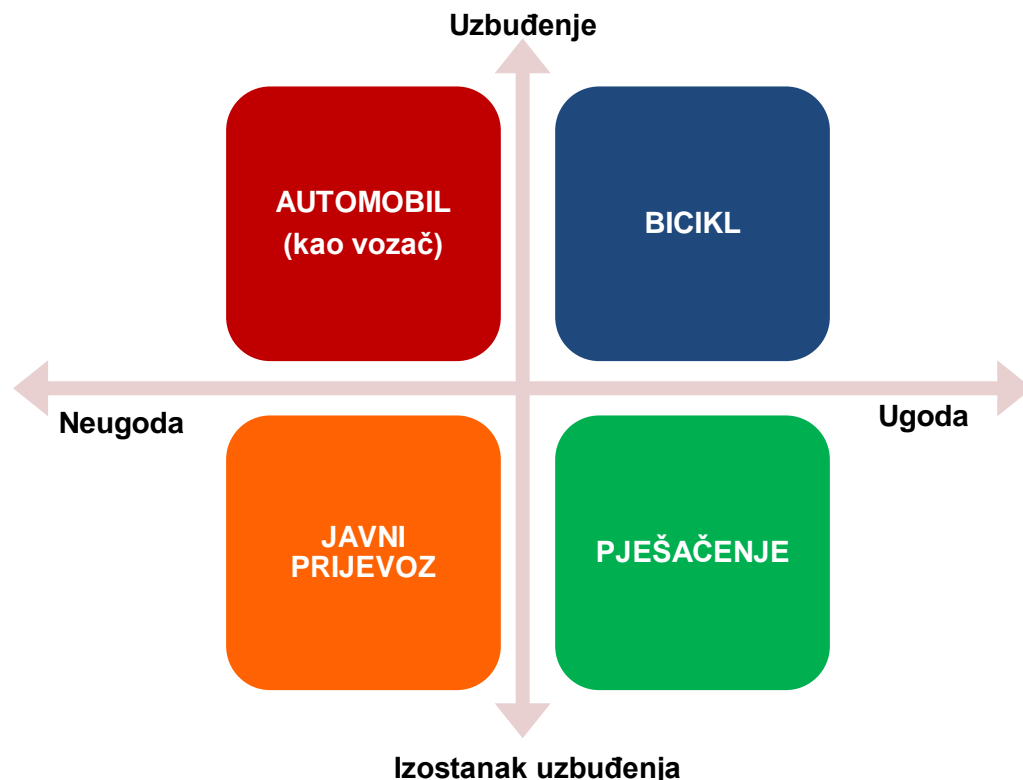 Uzbuđenje
AUTOMOBIL
(kao vozač)
BICIKL
Neugoda
Ugoda
JAVNI
PRIJEVOZ
PJEŠAČENJE
Izostanak uzbuđenja